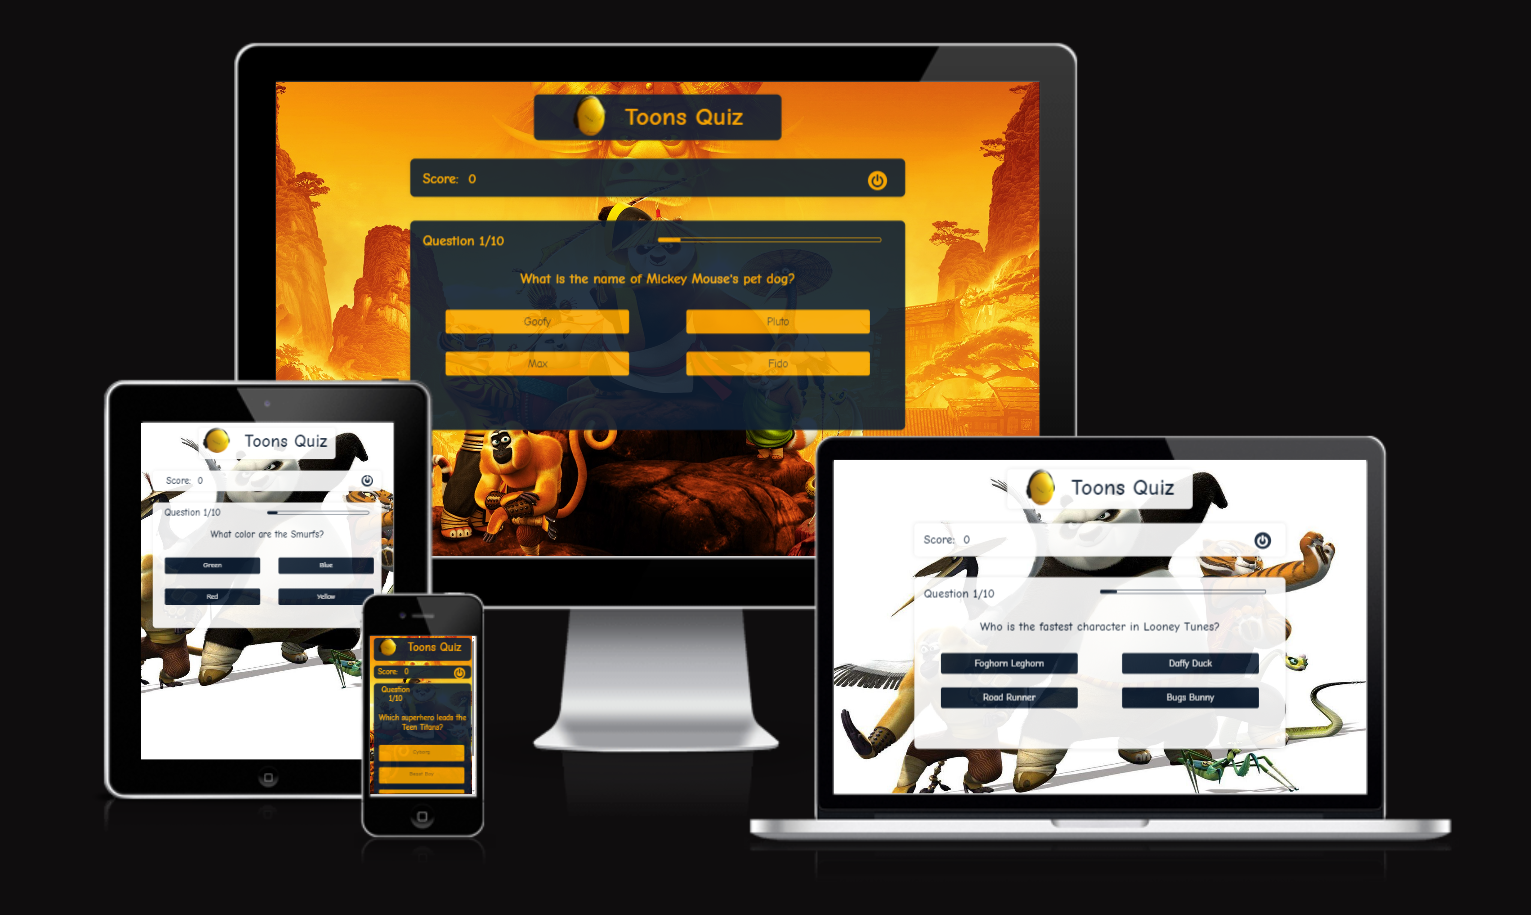 Toons Quiz
Score: 0
Question 1/10
What is the name of Mickey Mouse's pet dog?
Goofy
Pluto
Max
Fido
Toons Quiz
Score: 0
Question 1/10
What color are the Smurfs?
Green
Blue
Red
Yellow
Toons Quiz
Score: 0
Question
1/10
Which superhero leads the
Teen Titans?
Cyborg
Beast Boy
Toons Quiz
Score: 0
Question 1/10
Who is the fastest character in Looney Tunes?
Foghorn Leghorn
Daffy Duck
Road Runner
Bugs Bunny